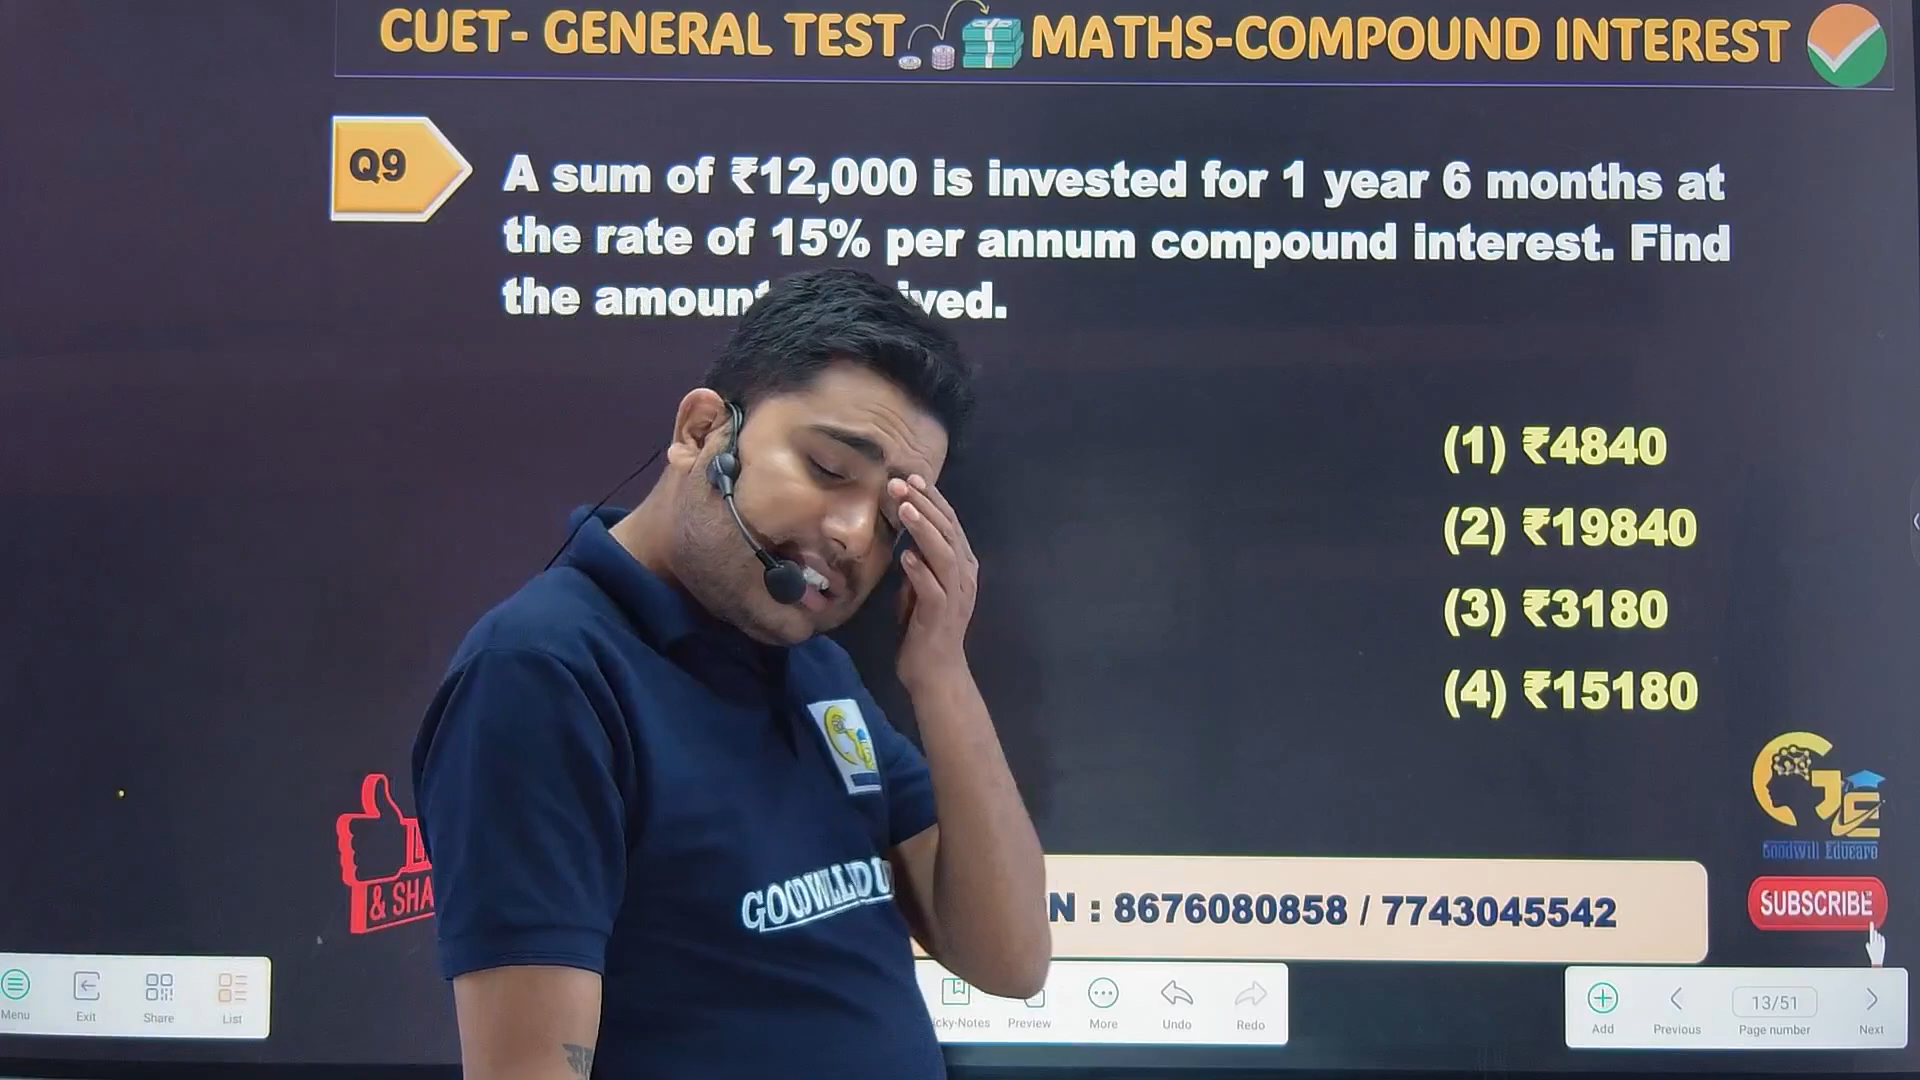 CUET- GENERAL TEST MATHS-COMPOUND INTEREST
Q9
A sum of ₹12,000 is invested for 1 year 6 months at
the rate of 15% per annum compound interest. Find
the amount
(1) ₹4840
(2) ₹19840
(3) ₹3180
(4) ₹15180
Goodwill Educare
& SHA
GOODWILL
N : 8676080858 / 7743045542
SUBSCRIBE
Menu
Exit
Share
List
Preview
More
Undo
Redo
Add
Previous
13/51
Page number
Next